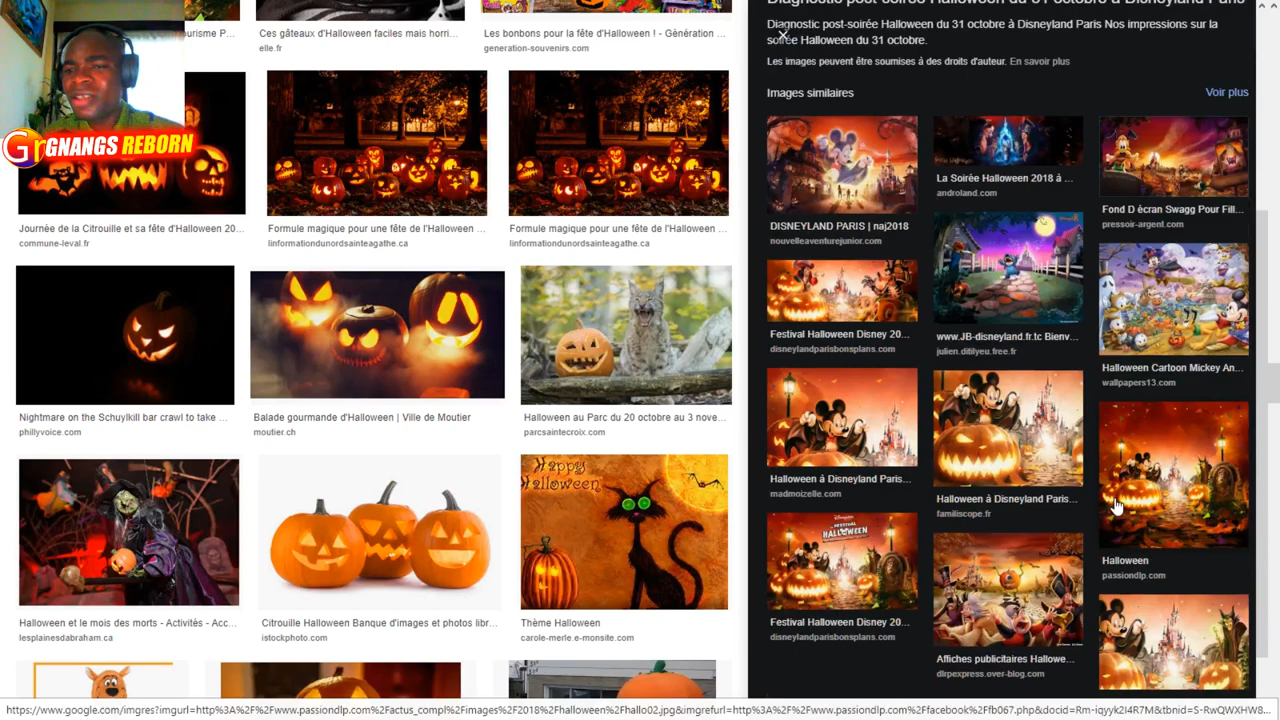 Ces gâteaux d'Halloween faciles mais horri...
elle.fr
Les bonbons pour la fête d'Halloween ! - Génération ...
generation-souvenirs.com
Gr GNANGS REBORN
Journée de la Citrouille et sa fête d'Halloween 20...
commune-leval.fr
Formule magique pour une fête de l'Halloween ...
linformationdunordsainteagathe.ca
Formule magique pour une fête de l'Halloween ...
linformationdunordsainteagathe.ca
Nightmare on the Schuylkill bar crawl to take ...
phillyvoice.com
Balade gourmande d'Halloween | Ville de Moutier
moutier.ch
Halloween au Parc du 20 octobre au 3 nove...
parcsaintecroix.com
Happy
Halloween
Halloween et le mois des morts - Activités - Acc...
lesplainesdabraham.ca
Citrouille Halloween Banque d'images et photos libr...
istockphoto.com
Thème Halloween
carole-merle.e-monsite.com
Diagnostic post-soirée Halloween du 31 octobre à Disneyland Paris
Diagnostic post-soirée Halloween du 31 octobre à Disneyland Paris Nos impressions sur la
soirée Halloween du 31 octobre.
Les images peuvent être soumises à des droits d'auteur. En savoir plus
Images similaires
Voir plus
DISNEYLAND PARIS | naj2018
nouvelleaventurejunior.com
La Soirée Halloween 2018 à ...
androland.com
Fond D écran Swagg Pour Fill...
pressoir-argent.com
Festival Halloween Disney 20...
disneylandparisbonsplans.com
www.JB-disneyland.fr.tc Bienv...
julien.ditilyeu.free.fr
Halloween Cartoon Mickey An...
wallpapers13.com
Halloween à Disneyland Paris...
madmoizelle.com
Halloween à Disneyland Paris...
familiscope.fr
Halloween
passiondlp.com
FESTIVAL
HALLOWEEN
Festival Halloween Disney 20...
disneylandparisbonsplans.com
Affiches publicitaires Hallowe...
dlrpexpress.over-blog.com
https://www.google.com/imgres?imgurl=http%3A%2F%2Fwww.passiondlp.com%2Factus_compl%2Fimages%2F2018%2Fhalloween%2Fhallo02.jpg&imgrefurl=http%3A%2F%2Fwww.passiondlp.com%2Ffacebook%2Ffb067.php&docid=Rm-iqyyk2I4R7M&tbnid=S-RwQWXHW8...